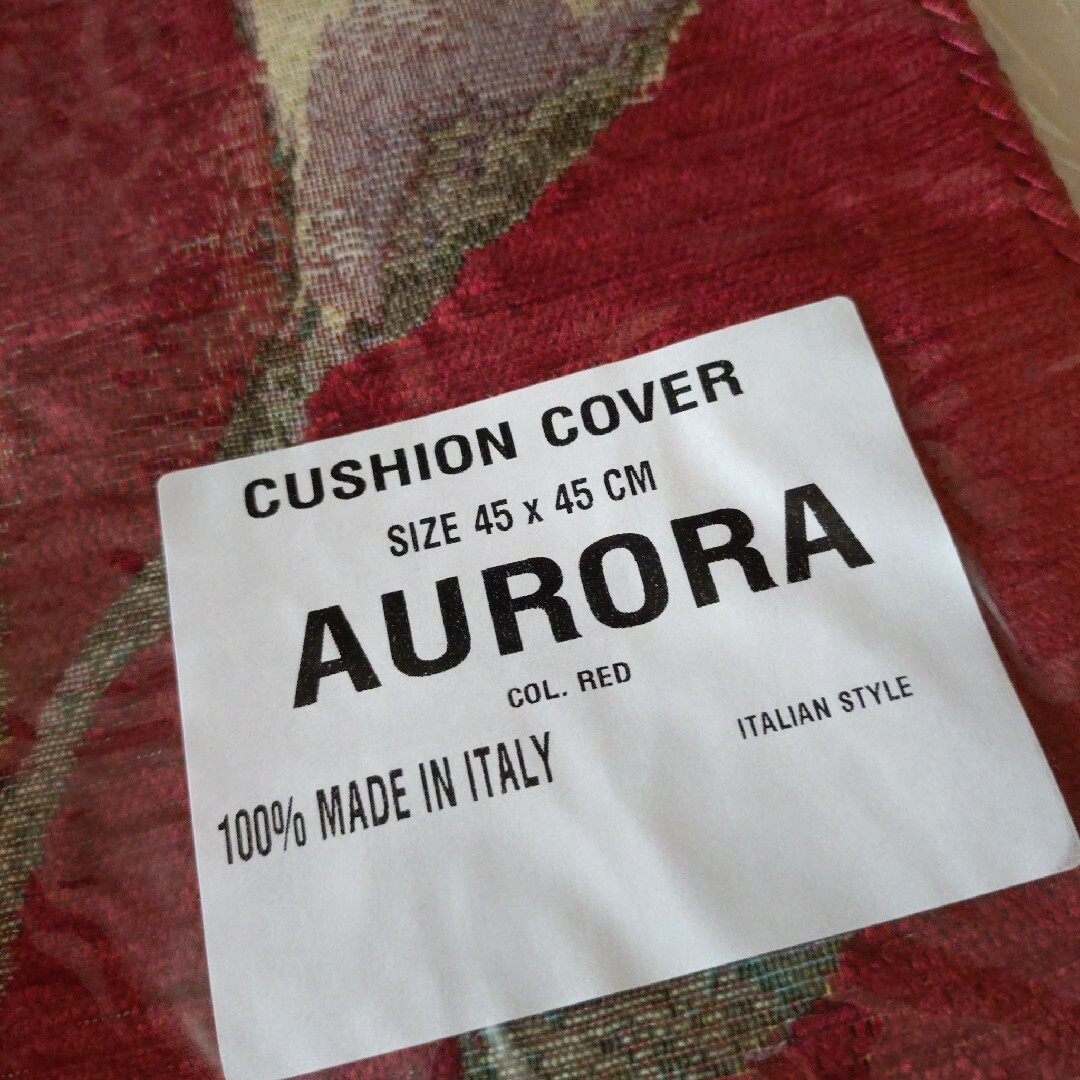 CUSHION COVER
SIZE 45 x 45 CM
AURORA
COL. RED
ITALIAN STYLE
100% MADE IN ITALY